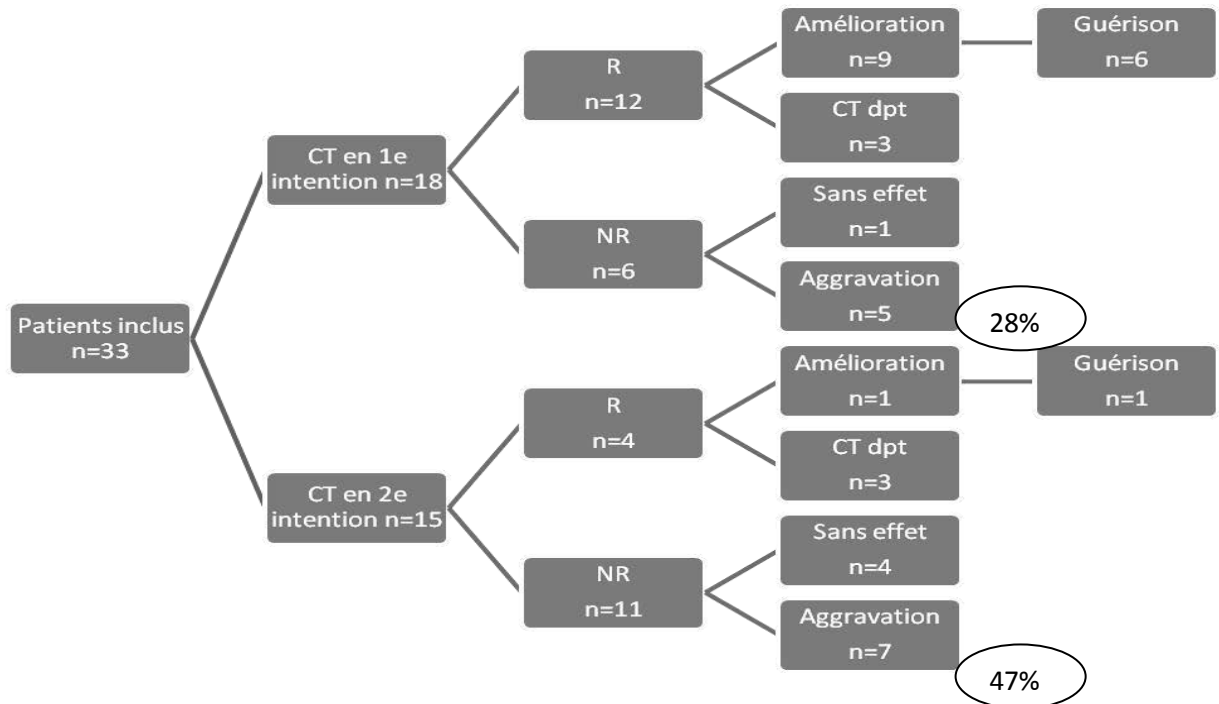 Patients inclus
n=33
CT en 1e
intention n=18
R
n=12
Amélioration
n=9
Guérison
n=6
CT dpt
n=3
NR
n=6
Sans effet
n=1
Aggravation
n=5
28%
CT en 2e
intention n=15
R
n=4
Amélioration
n=1
Guérison
n=1
CT dpt
n=3
NR
n=11
Sans effet
n=4
Aggravation
n=7
47%